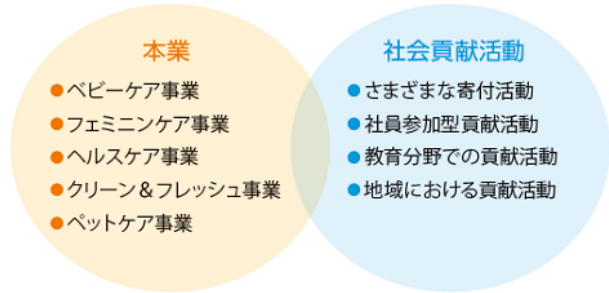 本業
●ベビーケア事業
●フェミニンケア事業
●ヘルスケア事業
●クリーン＆フレッシュ事業
●ペットケア事業
社会貢献活動
●さまざまな寄付活動
●社員参加型貢献活動
●教育分野での貢献活動
●地域における貢献活動